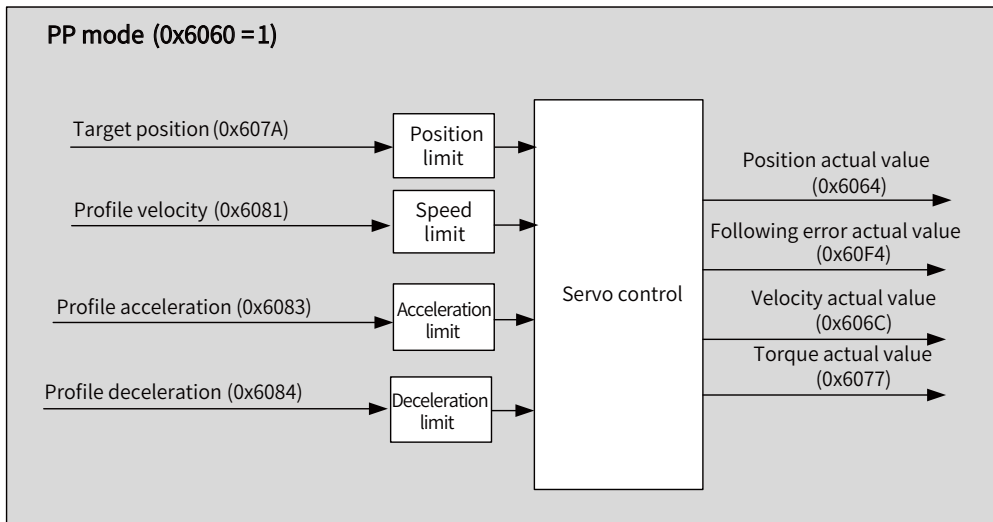 PP mode (0x6060 =1)
Target position (0x607A)
Position
limit
Profile velocity (0x6081)
Speed
limit
Profile acceleration (0x6083)
Acceleration
limit
Profile deceleration (0x6084)
Deceleration
limit
Servo control
Position actual value
(0x6064)
Following error actual value
(0x60F4)
Velocity actual value
(0x606C)
Torque actual value
(0x6077)